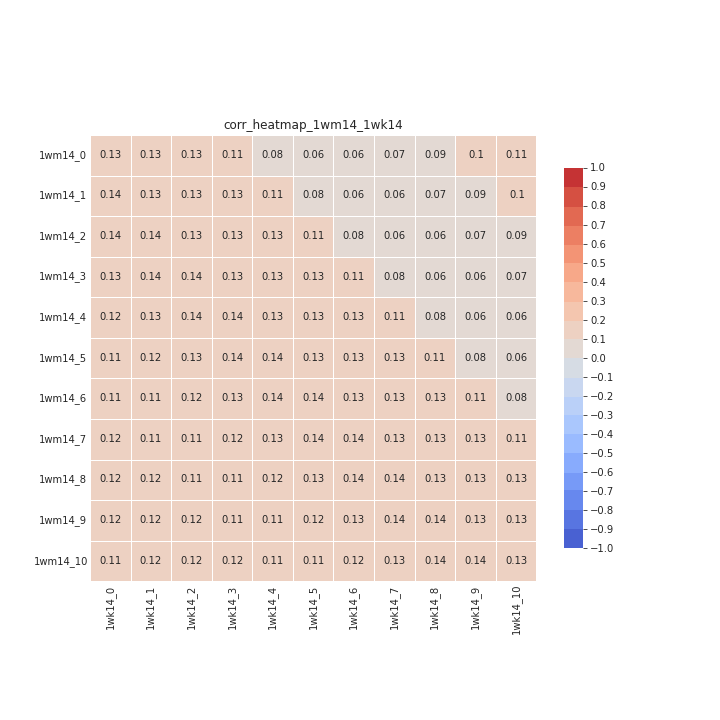 corr_heatmap_1wm14_1wk14
1wm14_0 0.13 0.13 0.13 0.11 0.08 0.06 0.06 0.07 0.09 0.1 0.11
1wm14_1 0.14 0.13 0.13 0.13 0.11 0.08 0.06 0.06 0.07 0.09 0.1
1wm14_2 0.14 0.14 0.13 0.13 0.13 0.11 0.08 0.06 0.06 0.07 0.09
1wm14_3 0.13 0.14 0.14 0.13 0.13 0.13 0.11 0.08 0.06 0.06 0.07
1wm14_4 0.12 0.13 0.14 0.14 0.13 0.13 0.13 0.11 0.08 0.06 0.06
1wm14_5 0.11 0.12 0.13 0.14 0.14 0.13 0.13 0.13 0.11 0.08 0.06
1wm14_6 0.11 0.11 0.12 0.13 0.14 0.14 0.13 0.13 0.13 0.11 0.08
1wm14_7 0.12 0.11 0.11 0.12 0.13 0.14 0.14 0.13 0.13 0.13 0.11
1wm14_8 0.12 0.12 0.11 0.11 0.12 0.13 0.14 0.14 0.13 0.13 0.13
1wm14_9 0.12 0.12 0.12 0.11 0.11 0.12 0.13 0.14 0.14 0.13 0.13
1wm14_10 0.11 0.12 0.12 0.12 0.11 0.11 0.12 0.13 0.14 0.14 0.13
1wk14_0 1wk14_1 1wk14_2 1wk14_3 1wk14_4 1wk14_5 1wk14_6 1wk14_7 1wk14_8 1wk14_9 1wk14_10
1.0
0.9
0.8
0.7
0.6
0.5
0.4
0.3
0.2
0.1
0.0
−0.1
−0.2
−0.3
−0.4
−0.5
−0.6
−0.7
−0.8
−0.9
−1.0